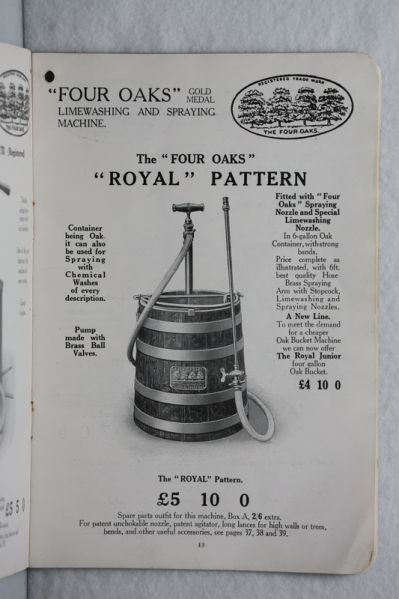 "FOUR OAKS" GOLD MEDAL
LIMEWASHING AND SPRAYING
MACHINE.
REGISTERED TRADE MARK
THE FOUR OAKS.
The "FOUR OAKS"
"ROYAL" PATTERN
Container
being Oak
it can also
be used for
Spraying
with
Chemical
Washes
of every
description.
Pump
made with
Brass Ball
Valves.
Fitted with "Four
Oaks" Spraying
Nozzle and Special
Limewashing
Nozzle.
In 6-gallon Oak
Container, with strong
bands.
Price complete as
illustrated, with 6ft.
best quality Hose
Brass Spraying
Arm with Stopcock,
Limewashing and
Spraying Nozzles.
A New Line.
To meet the demand
for a cheaper
Oak Bucket Machine
we can now offer
The Royal Junior
four gallon
Oak Bucket.
£4 10 0
The "ROYAL" Pattern.
£5 10 0
Spare parts outfit for this machine, Box A, 2/6 extra.
For patent unchokable nozzle, patent agitator, long lances for high walls or trees,
bends, and other useful accessories, see pages 37, 38 and 39.
£5 5 0